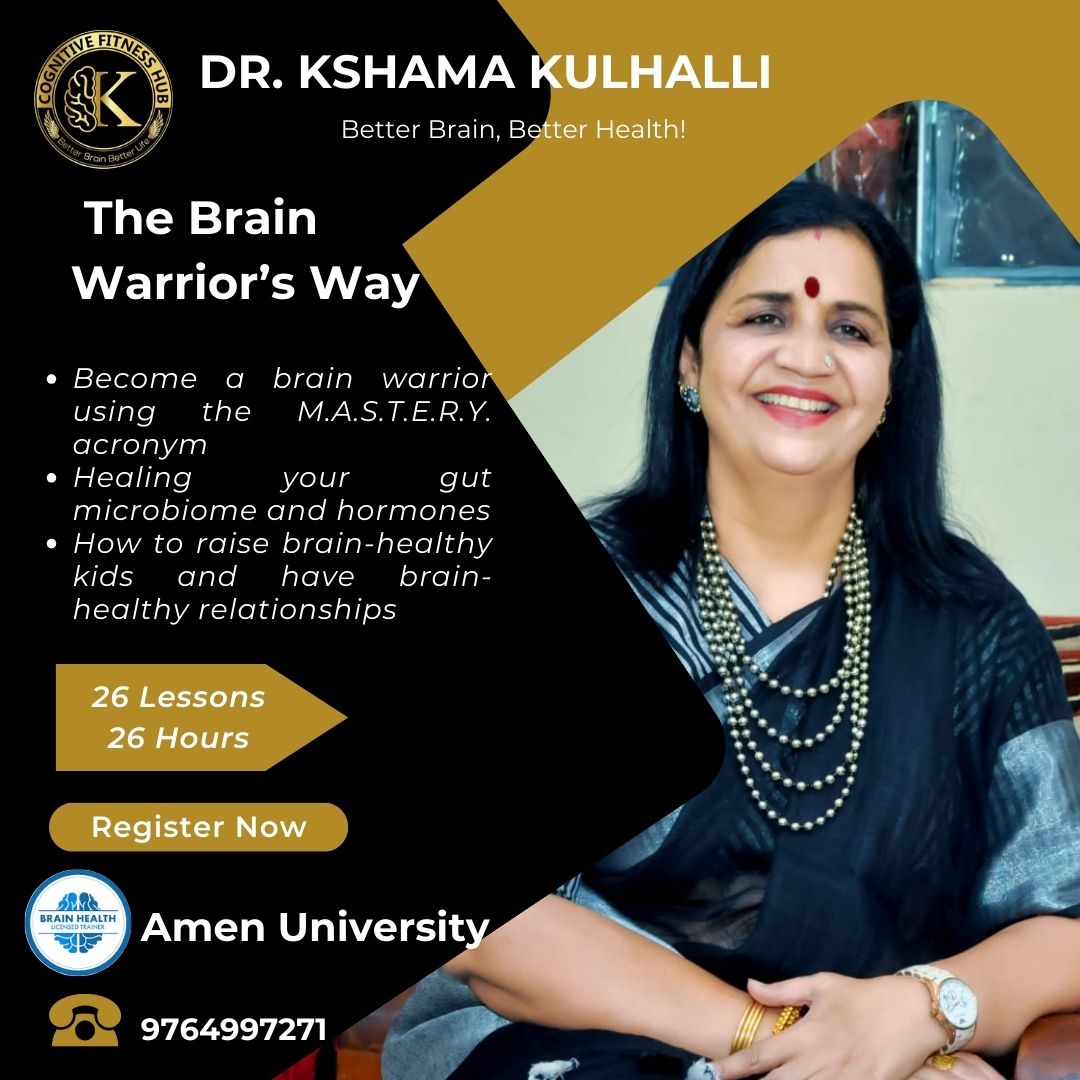 COGNITIVE FITNESS HUB
K
Better Brain Better Life
DR. KSHAMA KULHALLI
Better Brain, Better Health!
The Brain
Warrior’s Way
• Become a brain warrior
using the M.A.S.T.E.R.Y.
acronym
• Healing your gut
microbiome and hormones
• How to raise brain-healthy
kids and have brain-
healthy relationships
26 Lessons
26 Hours
Register Now
BRAIN HEALTH
LICENSED TRAINER
Amen University
9764997271